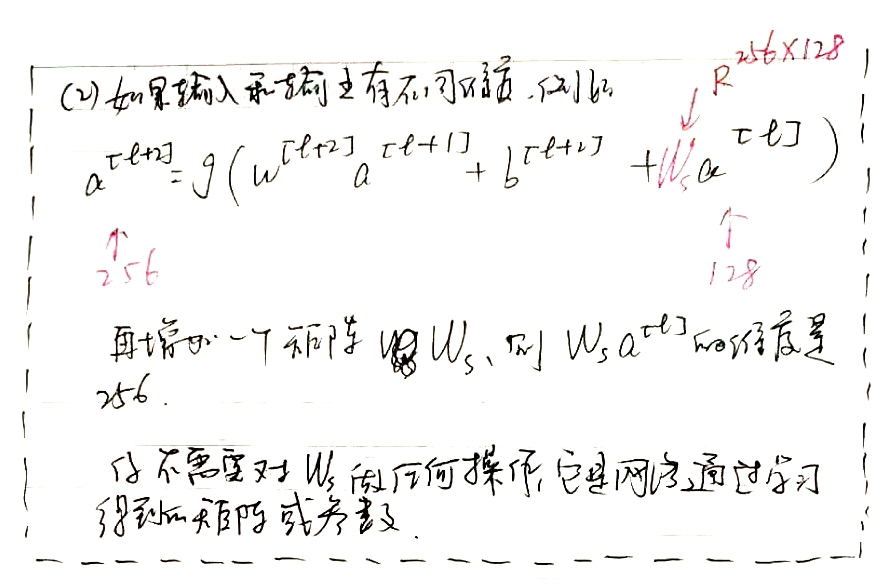 (2) 如果输入和输出有不同维度,例如
R^{256×128}
a^{[l+2]} = g(w^{[l+2]} a^{[l+1]} + b^{[l+2]} + W_s a^{[l]})
256
128
再增加一个矩阵 W_s、则 W_s a^{[l]} 的维度是
256.
你不需要对 W_s 做任何操作,它是网络通过学习
得到的矩阵或参数.